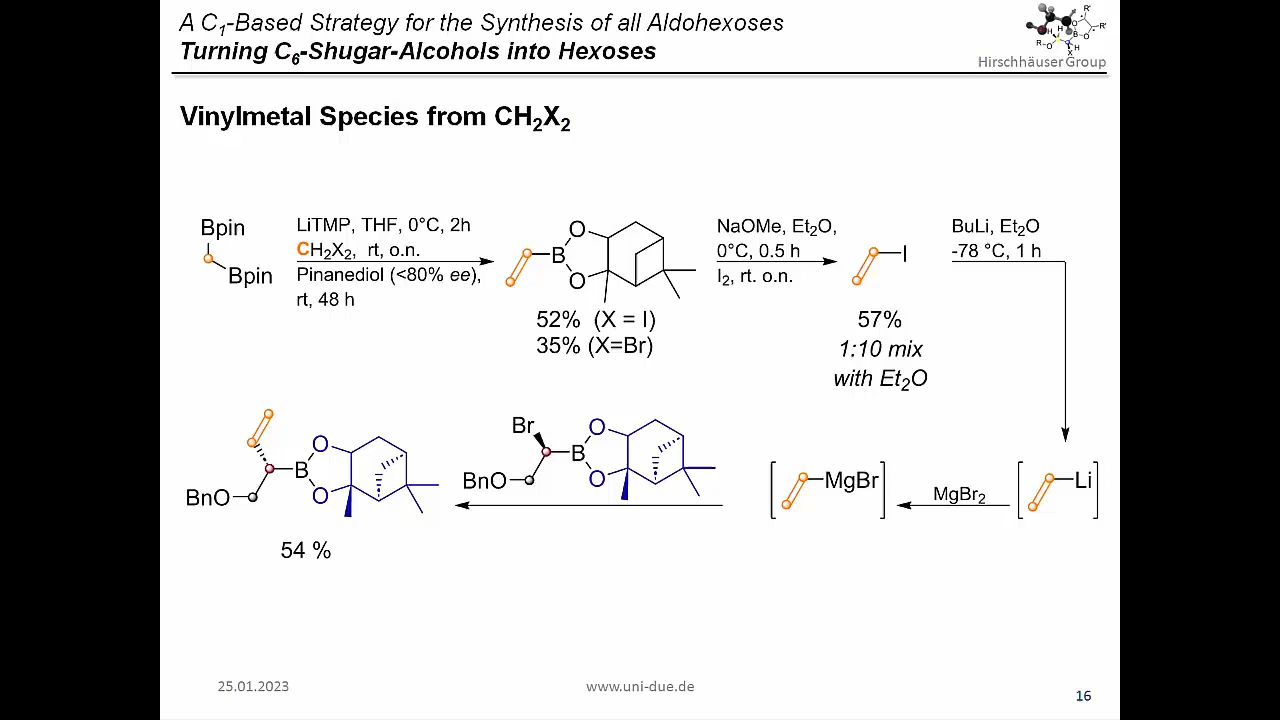 A C₁-Based Strategy for the Synthesis of all Aldohexoses
Turning C₆-Shugar-Alcohols into Hexoses
R'
R'
O
O
B
H
H
R
O
H
X
Hirschhäuser Group
Vinylmetal Species from CH₂X₂
Bpin
Bpin
LiTMP, THF, 0°C, 2h
CH₂X₂, rt, o.n.
Pinanediol (<80% ee),
rt, 48 h
O
B
O
52% (X = I)
35% (X=Br)
NaOMe, Et₂O,
0°C, 0.5 h
I₂, rt. o.n.
I
57%
1:10 mix
with Et₂O
BuLi, Et₂O
-78 °C, 1 h
O
B
O
BnO
54 %
Br
O
B
O
BnO
MgBr
MgBr₂
Li
25.01.2023
www.uni-due.de
16